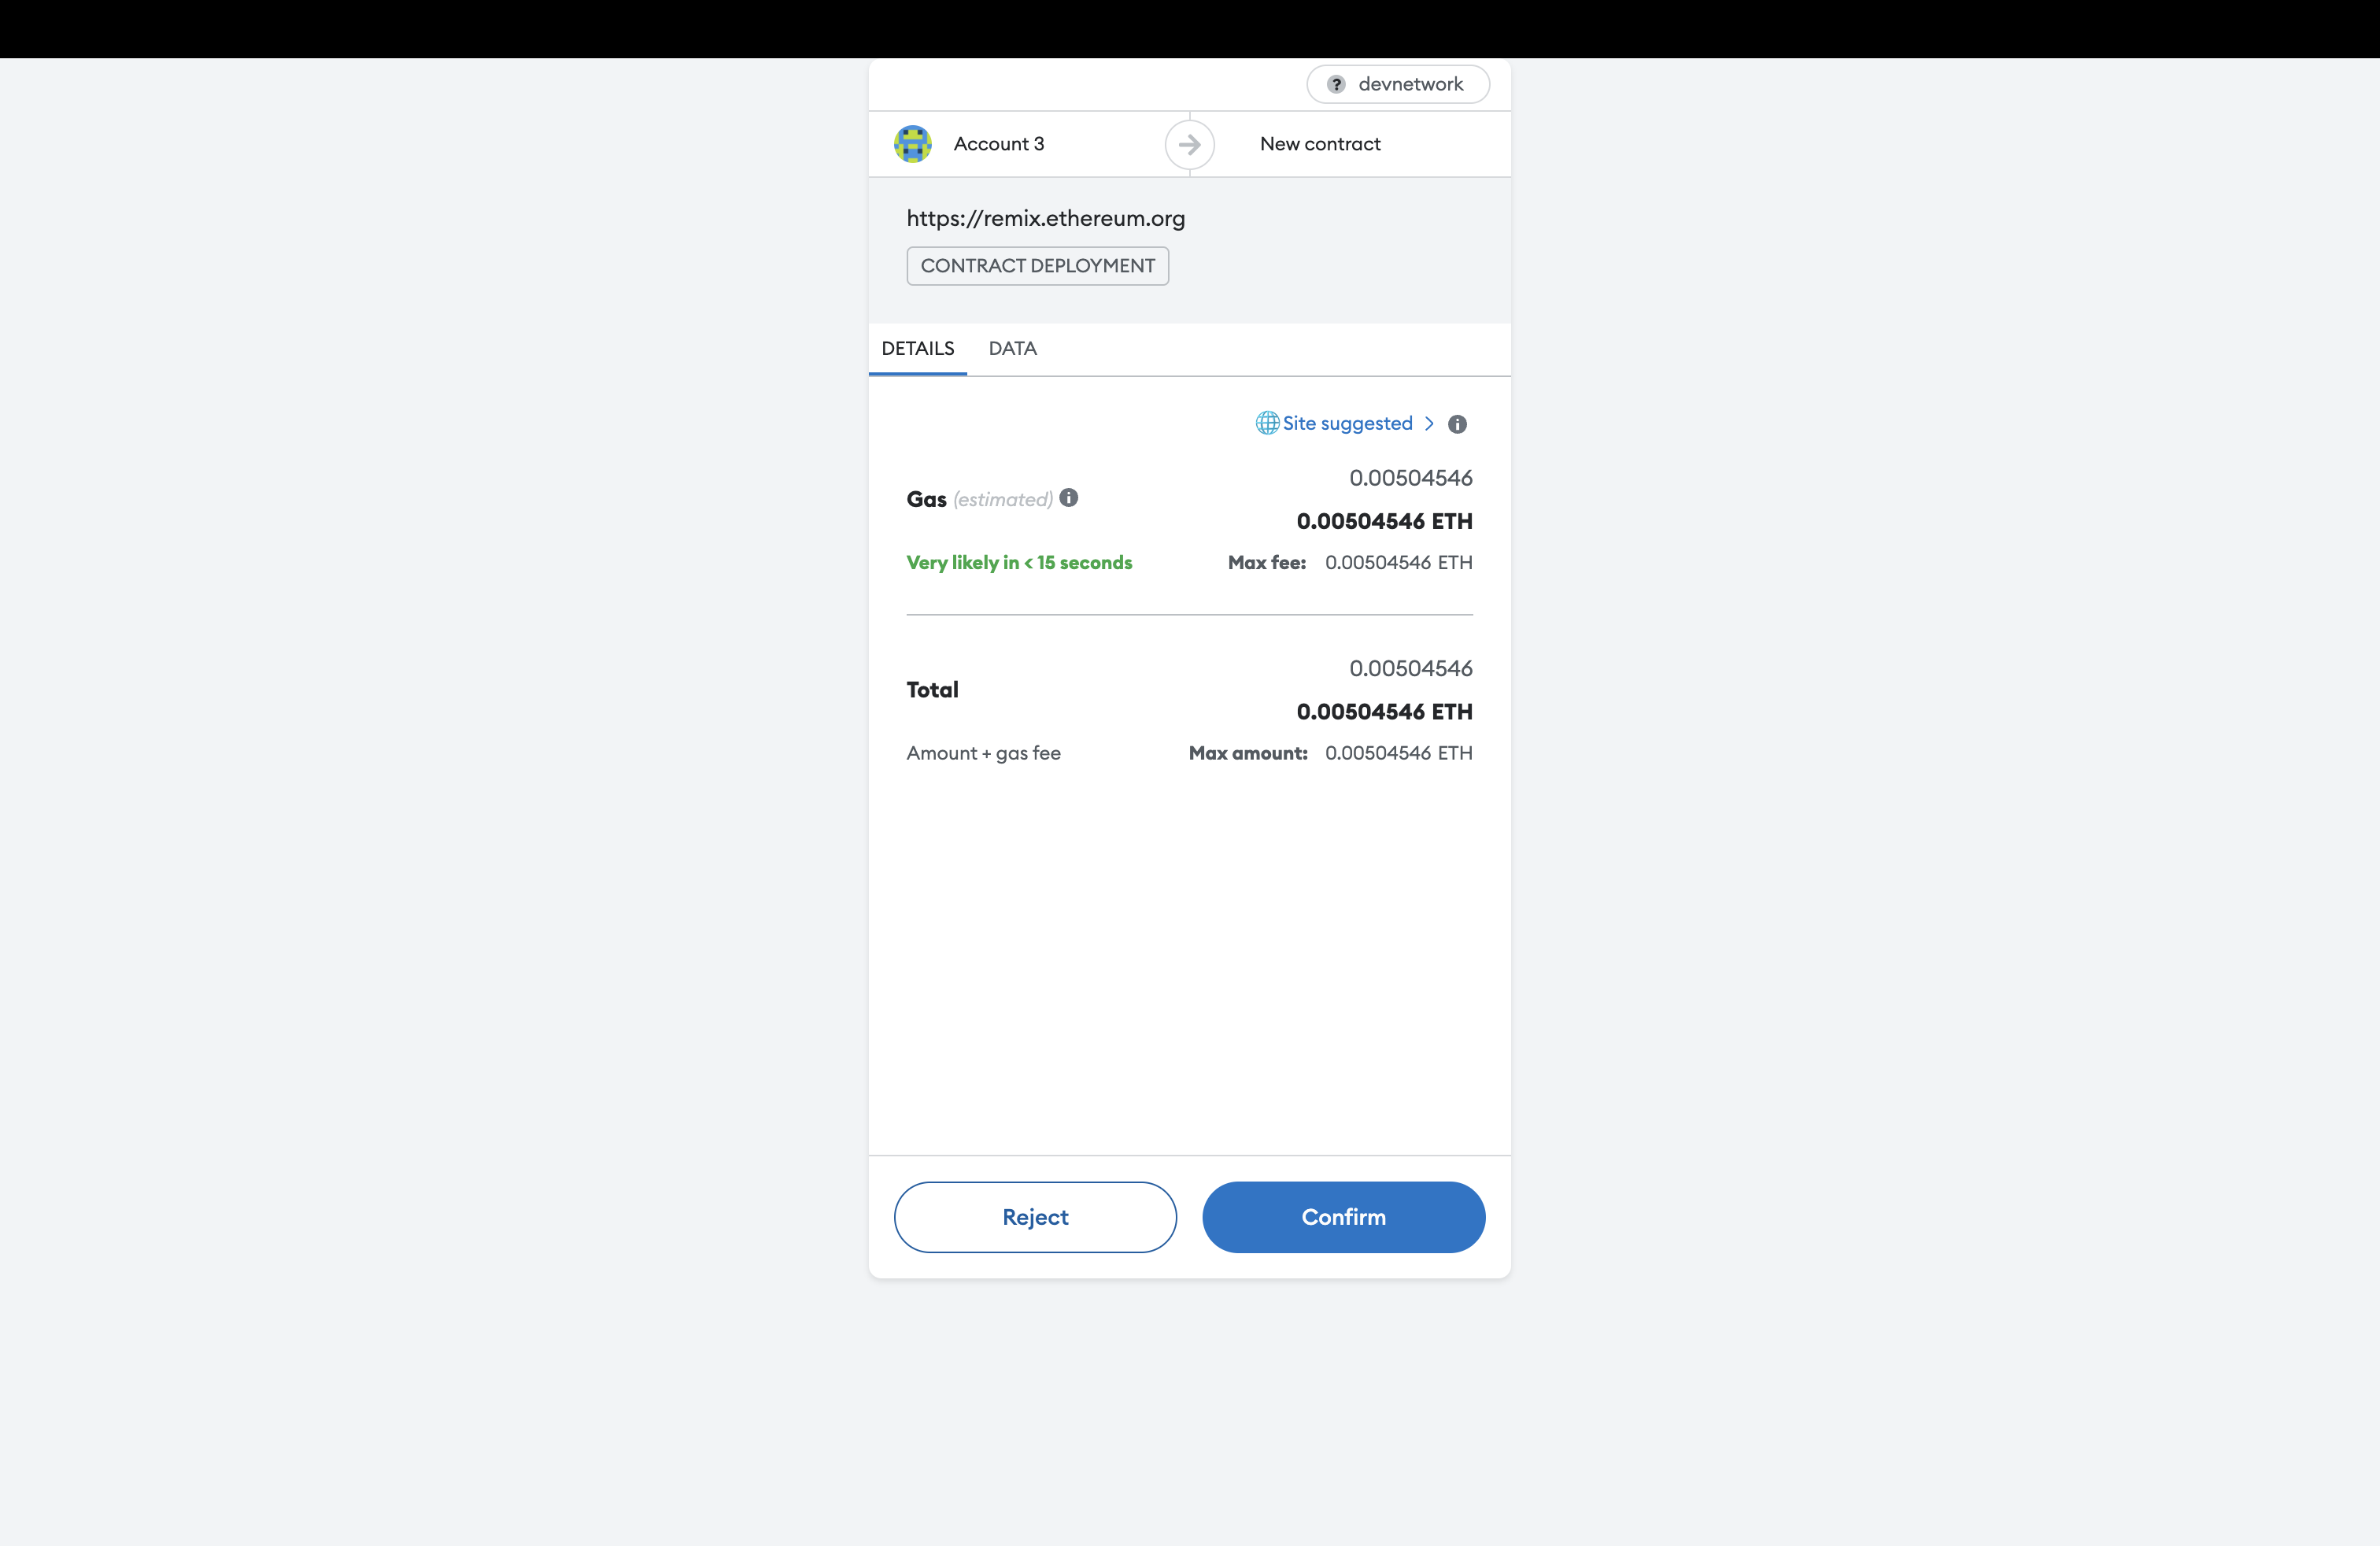 ? devnetwork
Account 3
New contract
https://remix.ethereum.org
CONTRACT DEPLOYMENT
DETAILS DATA
Site suggested > i
0.00504546
Gas (estimated) i
0.00504546 ETH
Very likely in < 15 seconds Max fee: 0.00504546 ETH
0.00504546
Total
0.00504546 ETH
Amount + gas fee Max amount: 0.00504546 ETH
Reject Confirm